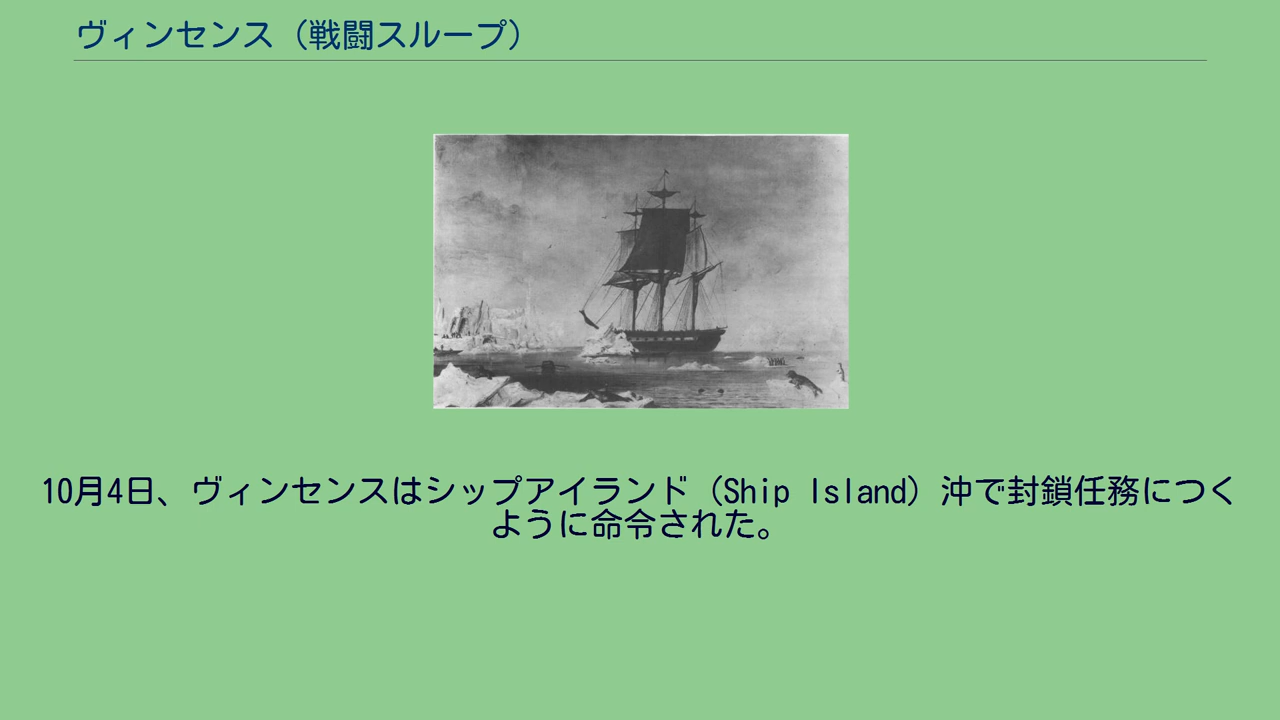 ヴィンセンス（戦闘スループ）
10月4日、ヴィンセンスはシップアイランド（Ship Island）沖で封鎖任務につく
ように命令された。